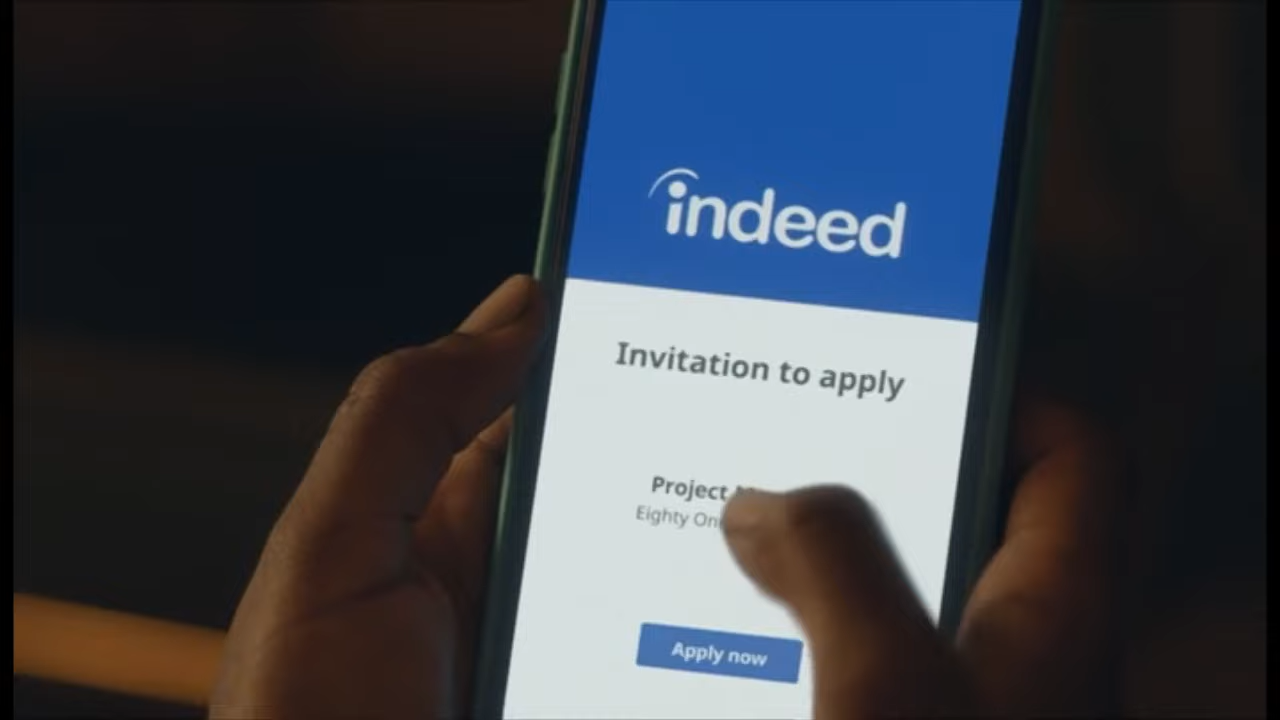 indeed
Invitation to apply
Project
Eighty
Apply now